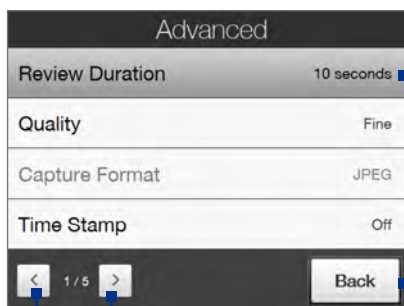 Advanced
Review Duration 10 seconds
Quality Fine
Capture Format JPEG
Time Stamp Off
< 1/5 > Back